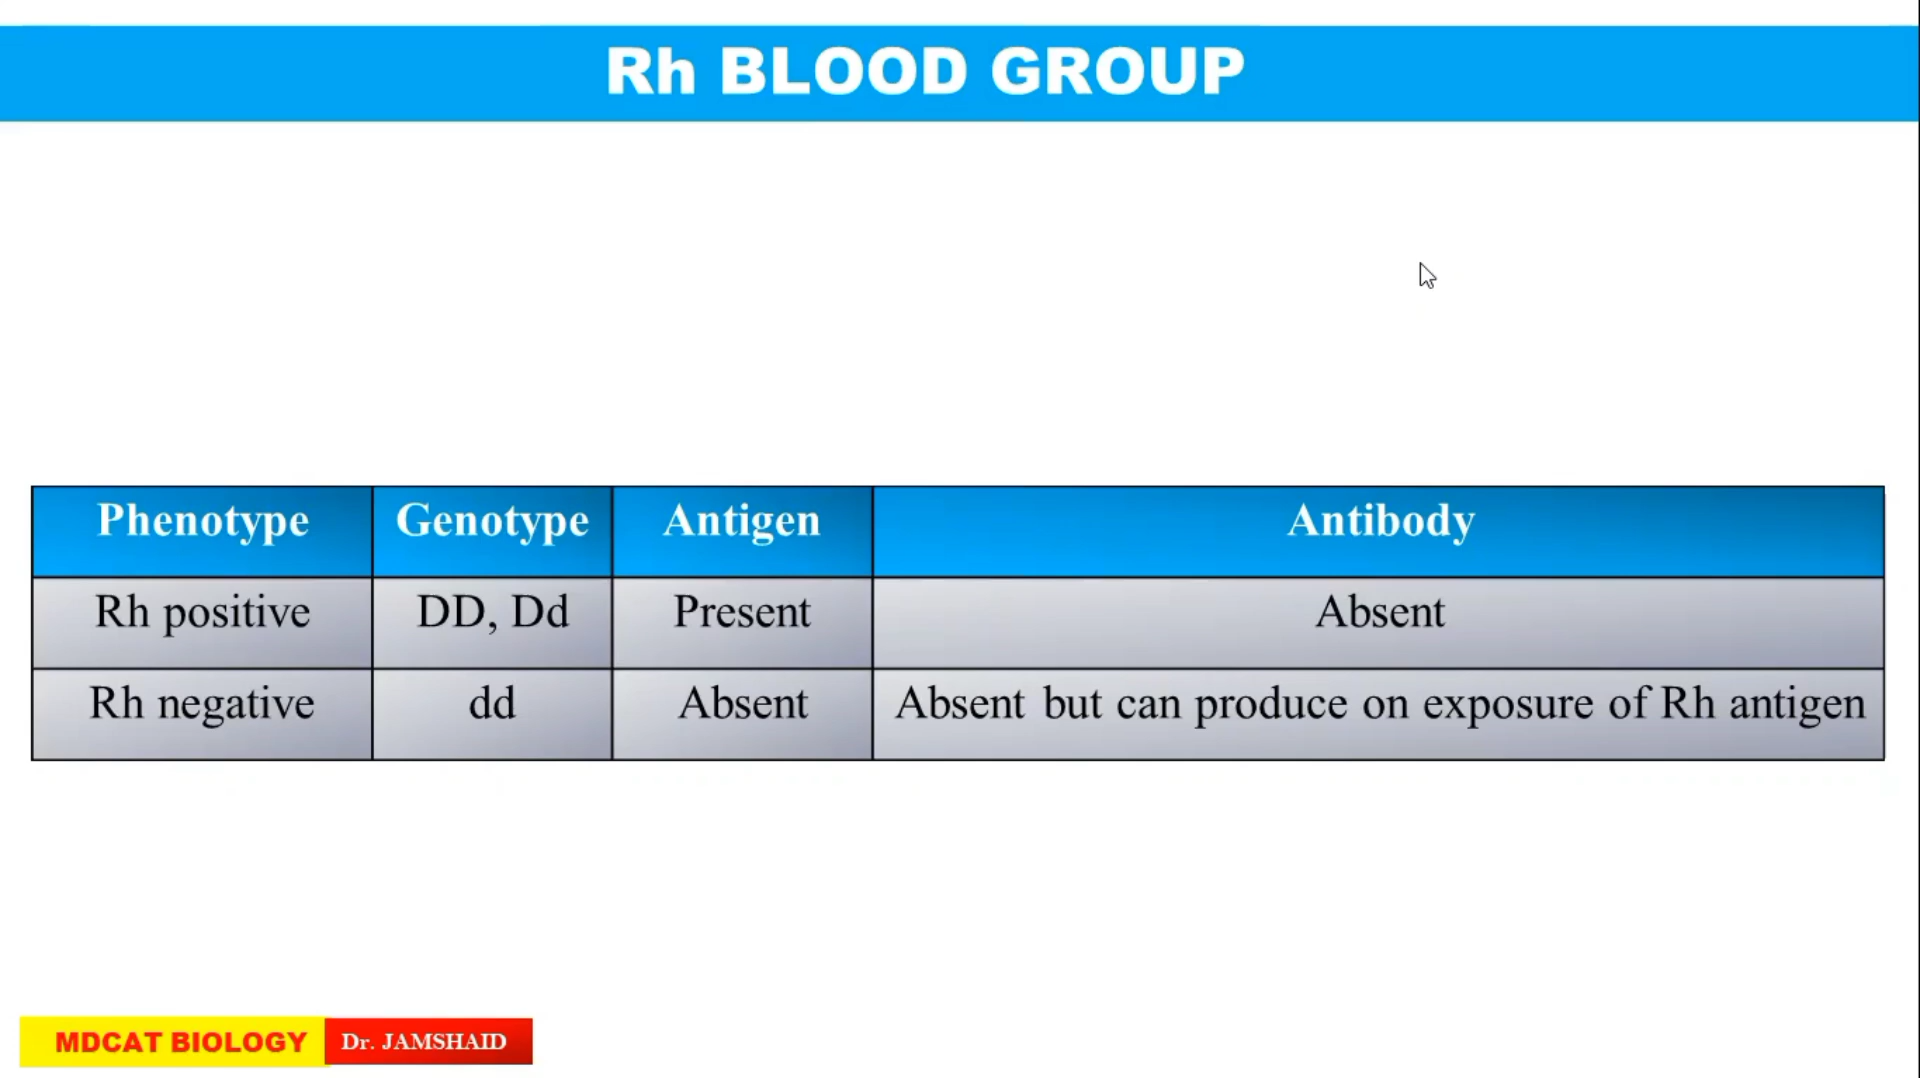 Rh BLOOD GROUP
Phenotype Genotype Antigen Antibody
Rh positive DD, Dd Present Absent
Rh negative dd Absent Absent but can produce on exposure of Rh antigen
MDCAT BIOLOGY Dr. JAMSHAID